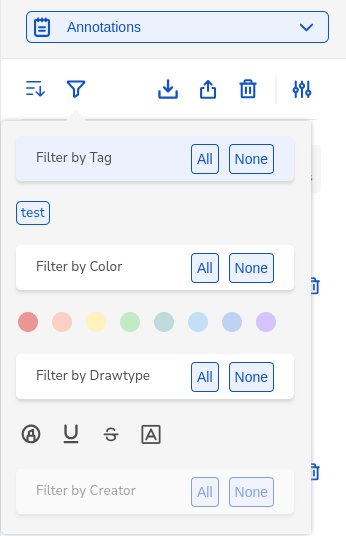 Annotations
Filter by Tag All None
test
Filter by Color All None
Filter by Drawtype All None
Filter by Creator All None